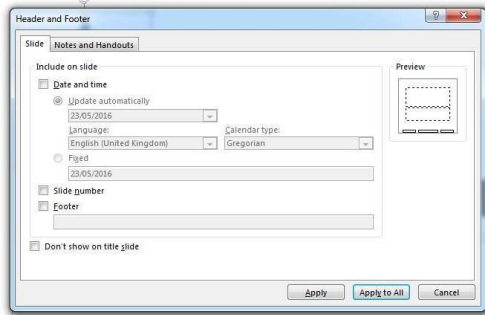 Header and Footer
Slide Notes and Handouts
Include on slide
Preview
Date and time
Update automatically
23/05/2016
Language: Calendar type:
English (United Kingdom) Gregorian
Fixed
23/05/2016
Slide number
Footer
Don't show on title slide
Apply Apply to All Cancel